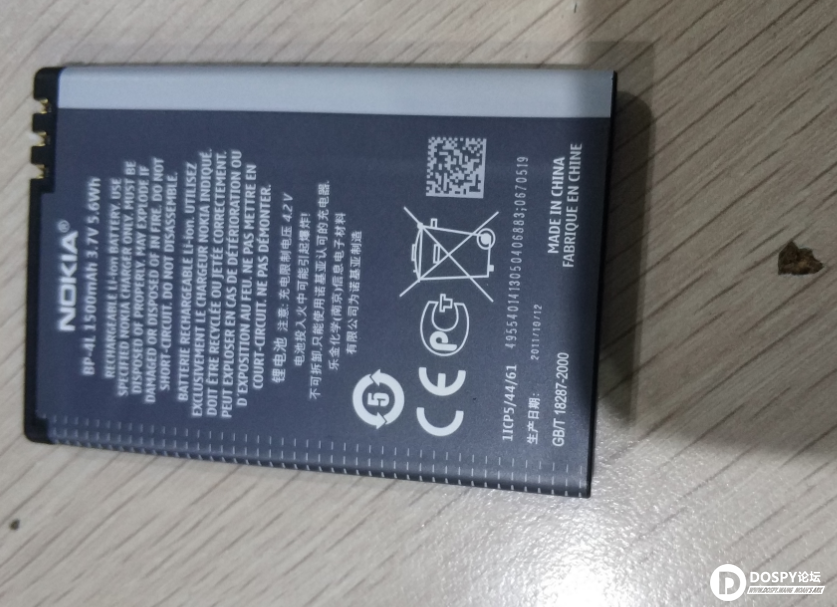 NOKIA®
BP-4L 1500mAh 3.7V 5.6Wh
RECHARGEABLE Li-Ion BATTERY. USE
SPECIFIED NOKIA CHARGER ONLY. MUST BE
DISPOSED OF PROPERLY. MAY EXPLODE IF
DAMAGED OR DISPOSED OF IN FIRE. DO NOT
SHORT-CIRCUIT. DO NOT DISASSEMBLE.
BATTERIE RECHARGEABLE Li-Ion. UTILISEZ
EXCLUSIVEMENT LE CHARGEUR NOKIA INDIQUÉ.
DOIT ÊTRE RECYCLÉE OU JETÉE CORRECTEMENT.
PEUT EXPLOSER EN CAS DE DÉTÉRIORATION OU
D'EXPOSITION AU FEU. NE PAS METTRE EN
COURT-CIRCUIT. NE PAS DÉMONTER.
锂电池 注意: 充电限制电压 4.2V
电池投入火中可能引起爆炸!
不可拆卸,只能使用诺基亚认可的充电器.
乐金化学(南京)信息电子材料
有限公司为诺基亚制造
5
CE
PCT
1ICP5/44/61 4955401413050406883;0670519
生产日期: 2011/10/12
GB/T 18287-2000
MADE IN CHINA
FABRIQUE EN CHINE
DOSPY论坛